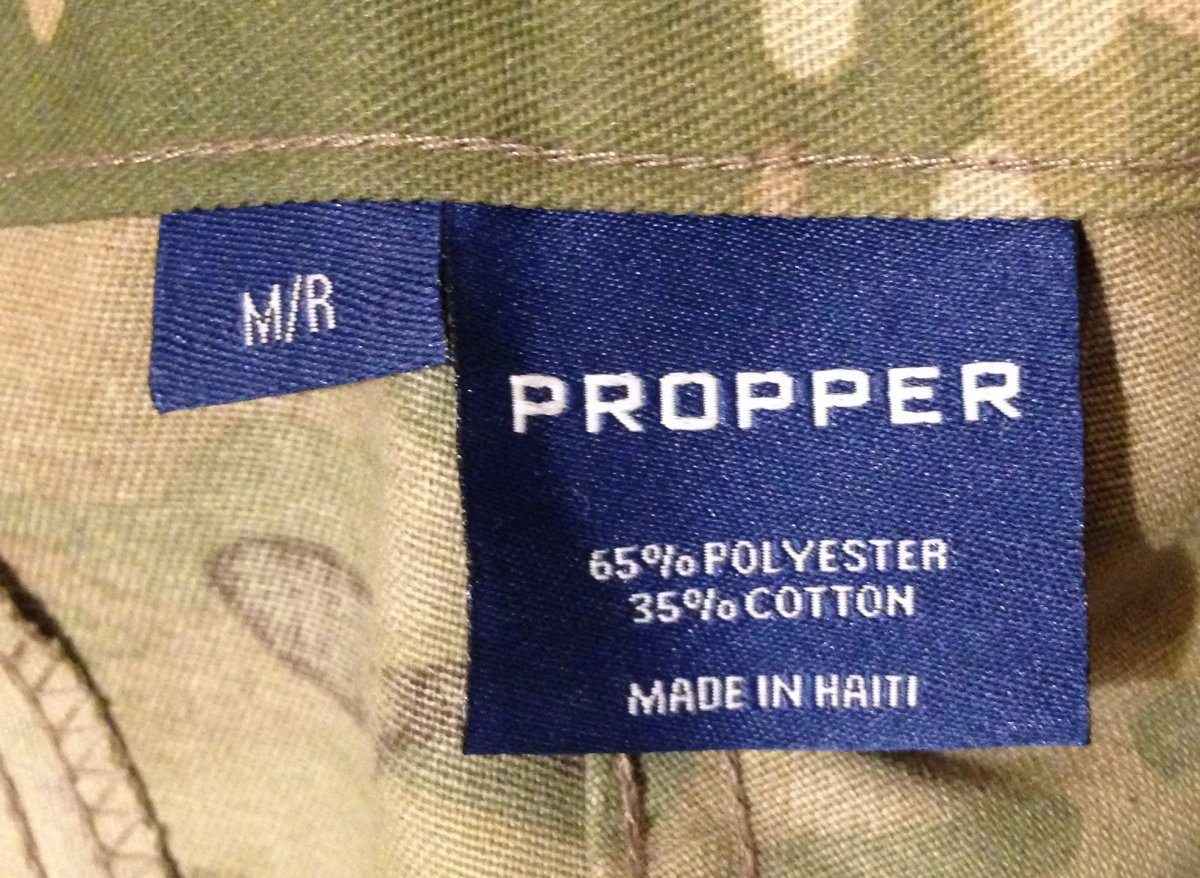 M/R
PROPPER
65% POLYESTER
35% COTTON
MADE IN HAITI